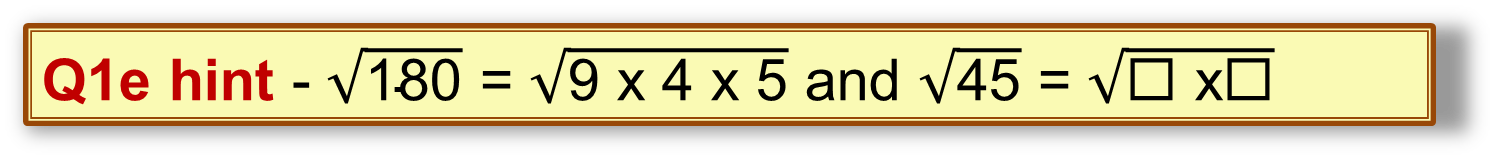 Q1e hint - √180 = √9 x 4 x 5 and √45 = √□ x□